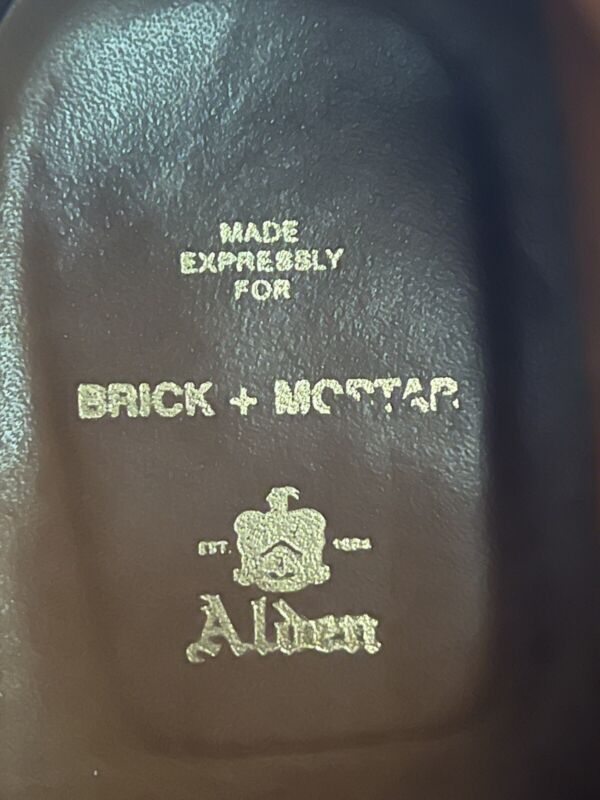 MADE
EXPRESSLY
FOR
BRICK + MORTAR
EST. 1884
Alden